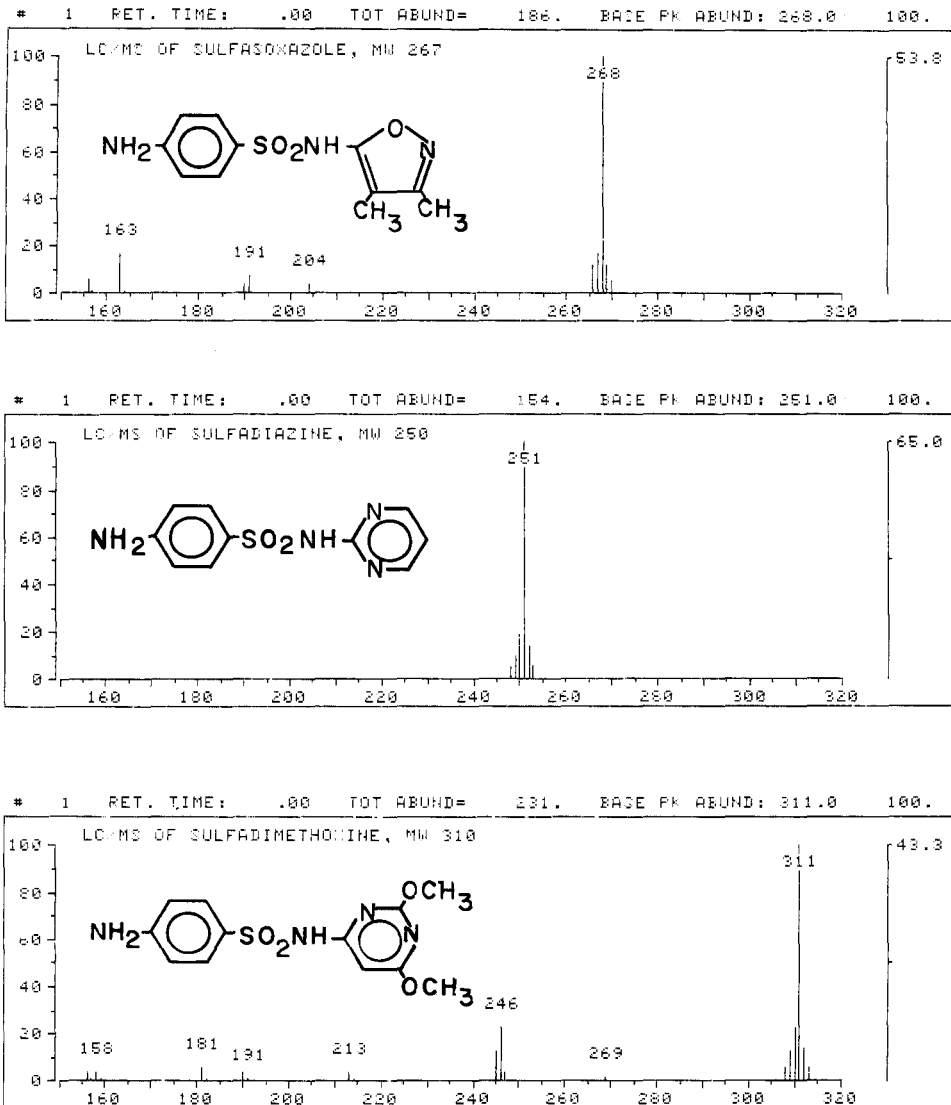 # 1 RET. TIME: .00 TOT ABUND= 186. BASE PK ABUND: 268.0 100.
LC/MS OF SULFASOXAZOLE, MW 267
100
80
60
40
20
0
53.8
268
NH2 SO2NH O N
CH3 CH3
163
191
204
160 180 200 220 240 260 280 300 320
# 1 RET. TIME: .00 TOT ABUND= 154. BASE PK ABUND: 251.0 100.
LC/MS OF SULFADIAZINE, MW 250
100
80
60
40
20
0
65.0
251
N
NH2 SO2NH
N
160 180 200 220 240 260 280 300 320
# 1 RET. TIME: .00 TOT ABUND= 231. BASE PK ABUND: 311.0 100.
LC/MS OF SULFADIMETHOXINE, MW 310
100
80
60
40
20
0
43.3
311
OCH3
N
NH2 SO2NH N
OCH3
246
158
181
191
213
269
160 180 200 220 240 260 280 300 320